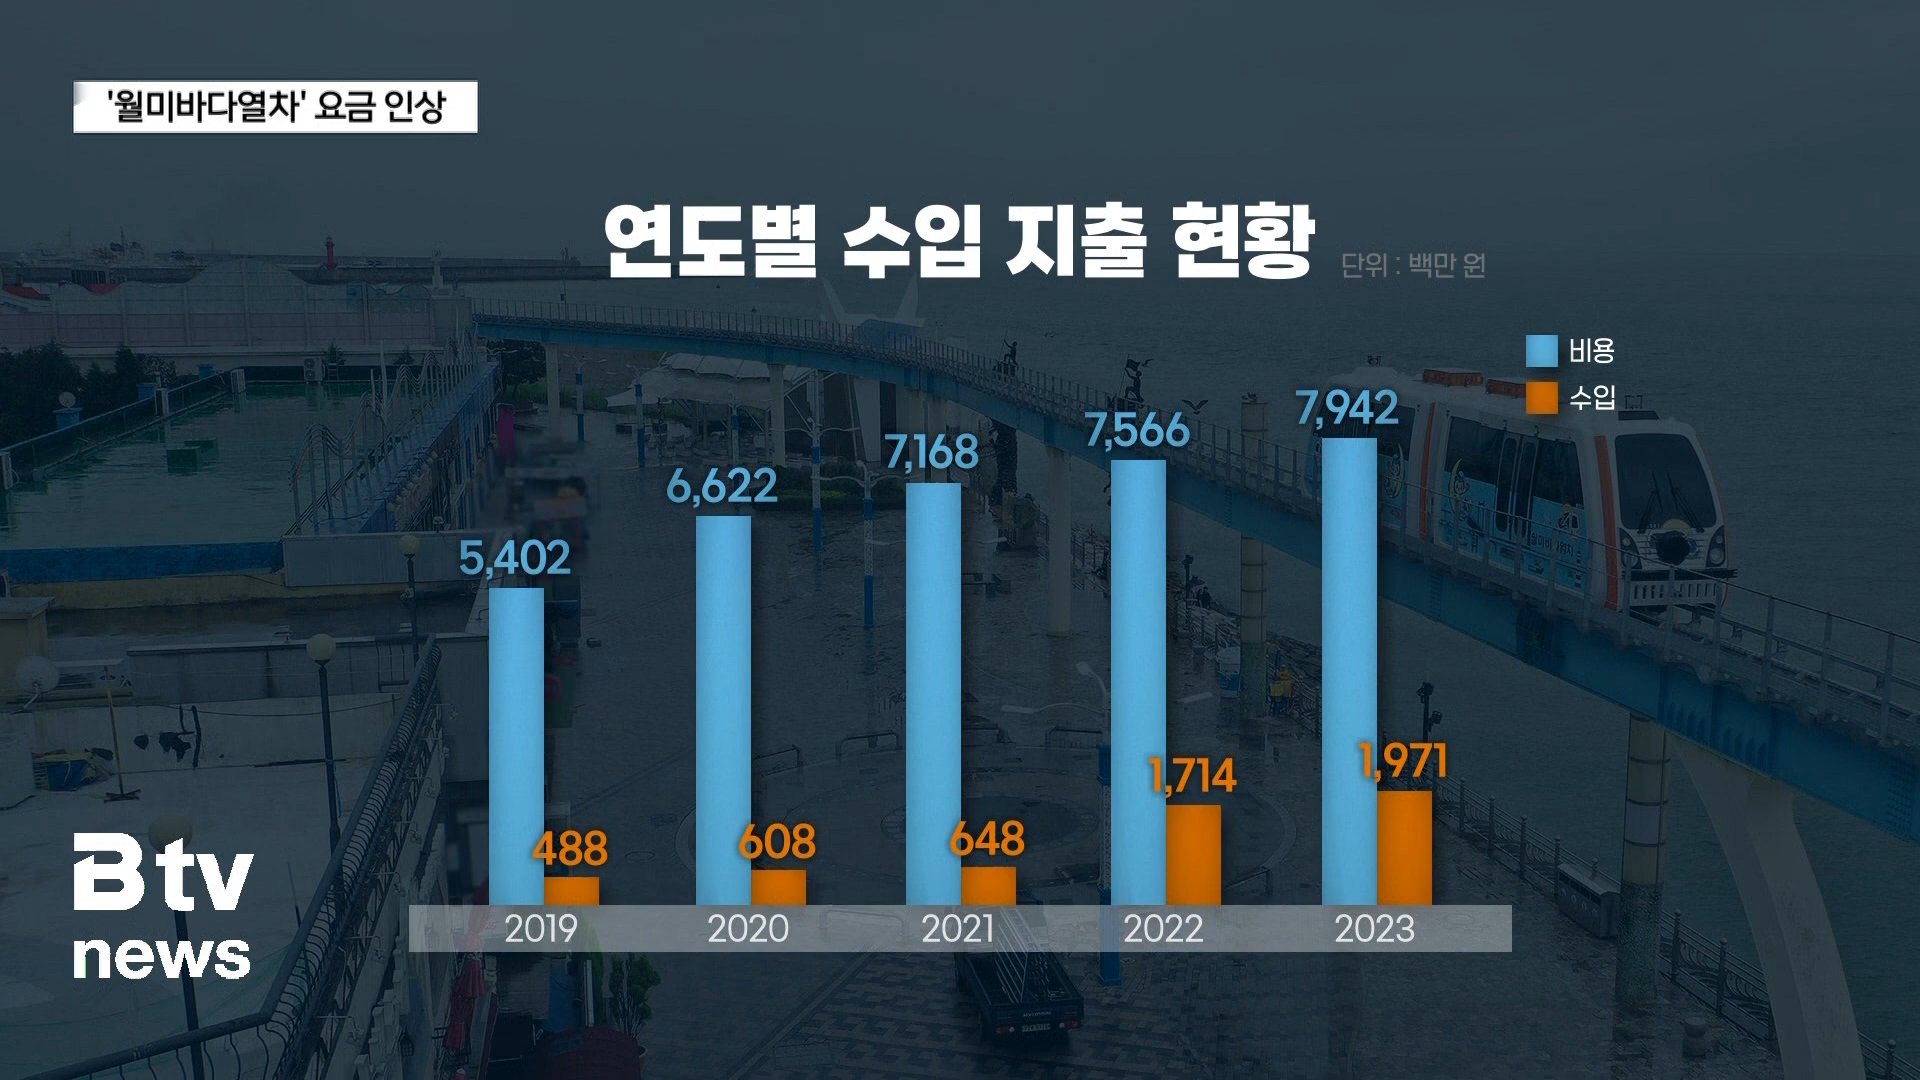 '월미바다열차' 요금 인상
연도별 수입 지출 현황 단위 : 백만 원
비용
수입
5,402
6,622
7,168
7,566
7,942
488
608
648
1,714
1,971
2019
2020
2021
2022
2023
B tv
news